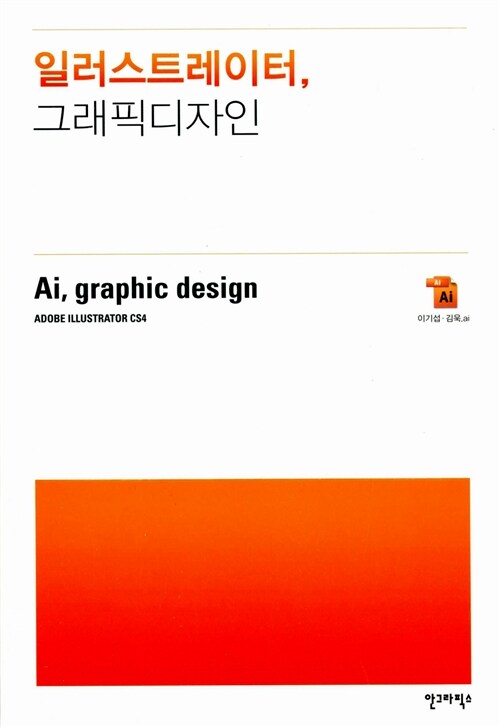 일러스트레이터,
그래픽디자인
Ai, graphic design
ADOBE ILLUSTRATOR CS4
Ai
Ai
이기섭·김욱.ai
안그라픽스